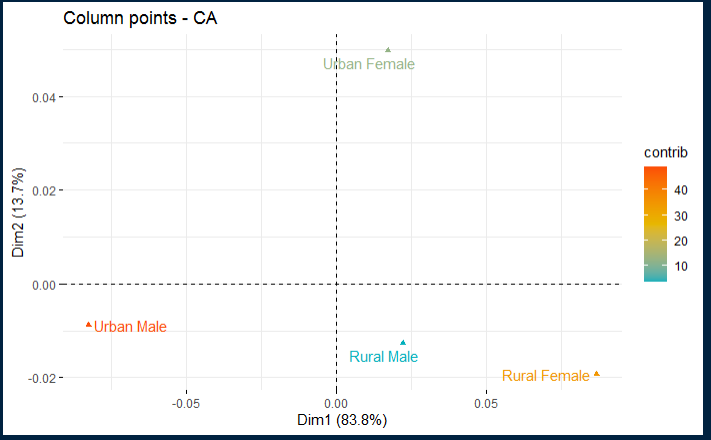 Column points - CA
Urban Female
0.04
contrib
40
0.02
30
Dim2 (13.7%)
20
10
0.00
Urban Male
Rural Male
Rural Female
-0.02
-0.05
0.00
0.05
Dim1 (83.8%)